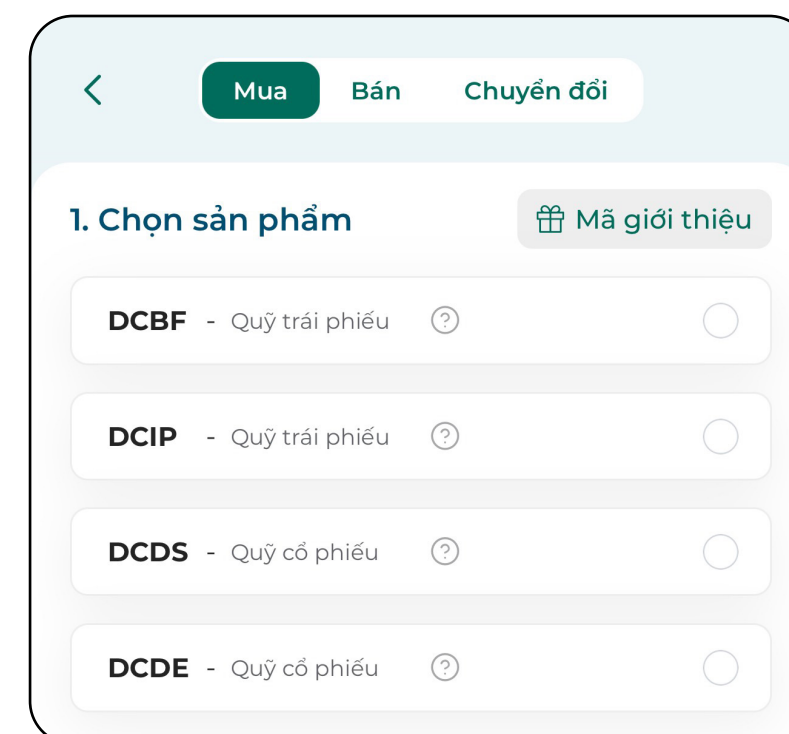 Mua Bán Chuyển đổi
1. Chọn sản phẩm Mã giới thiệu
DCBF - Quỹ trái phiếu ?
DCIP - Quỹ trái phiếu ?
DCDS - Quỹ cổ phiếu ?
DCDE - Quỹ cổ phiếu ?